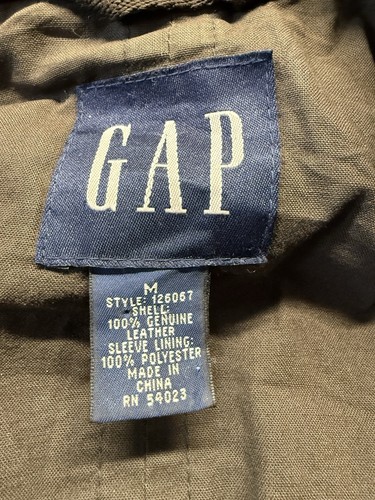 GAP
M
STYLE: 126067
SHELL:
100% GENUINE
LEATHER
SLEEVE LINING:
100% POLYESTER
MADE IN
CHINA
RN 54023